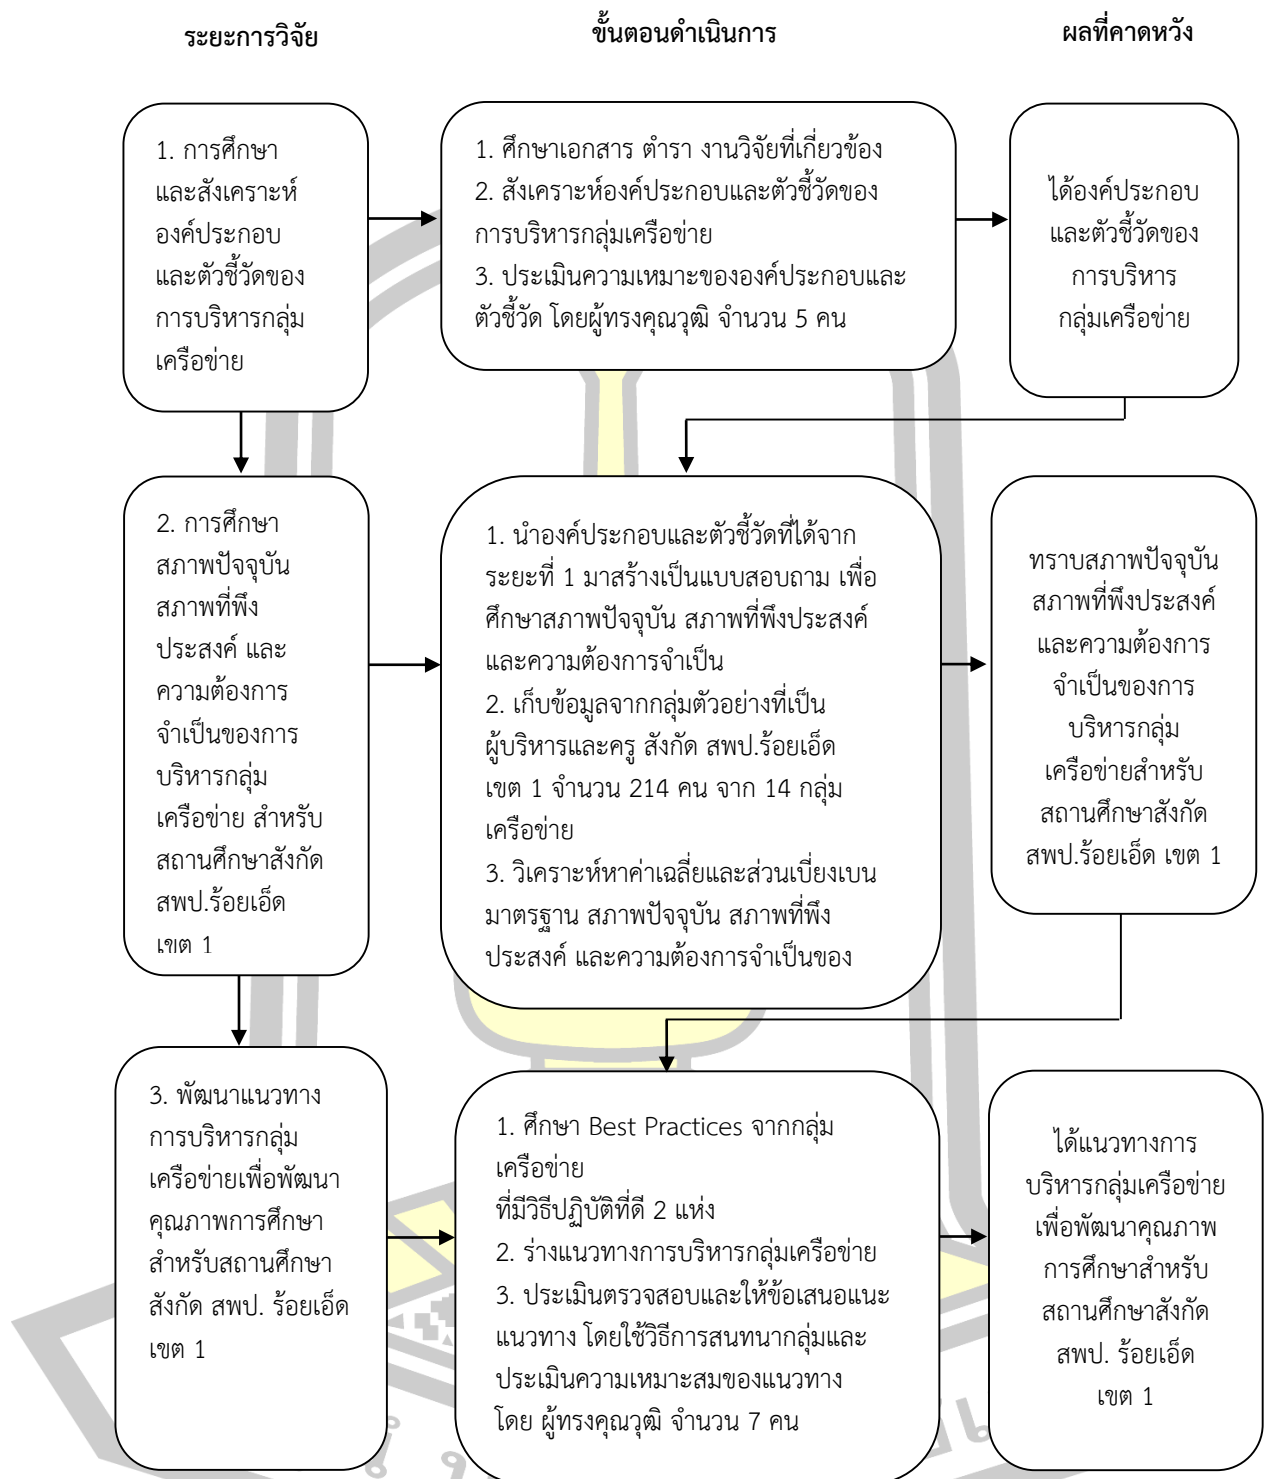 ระยะการวิจัย
ขั้นตอนดำเนินการ
ผลที่คาดหวัง
1. การศึกษา
และสังเคราะห์
องค์ประกอบ
และตัวชี้วัดของ
การบริหารกลุ่ม
เครือข่าย
1. ศึกษาเอกสาร ตำรา งานวิจัยที่เกี่ยวข้อง
2. สังเคราะห์องค์ประกอบและตัวชี้วัดของ
การบริหารกลุ่มเครือข่าย
3. ประเมินความเหมาะขององค์ประกอบและ
ตัวชี้วัด โดยผู้ทรงคุณวุฒิ จำนวน 5 คน
ได้องค์ประกอบ
และตัวชี้วัดของ
การบริหาร
กลุ่มเครือข่าย
2. การศึกษา
สภาพปัจจุบัน
สภาพที่พึง
ประสงค์ และ
ความต้องการ
จำเป็นของการ
บริหารกลุ่ม
เครือข่าย สำหรับ
สถานศึกษาสังกัด
สพป.ร้อยเอ็ด
เขต 1
1. นำองค์ประกอบและตัวชี้วัดที่ได้จาก
ระยะที่ 1 มาสร้างเป็นแบบสอบถาม เพื่อ
ศึกษาสภาพปัจจุบัน สภาพที่พึงประสงค์
และความต้องการจำเป็น
2. เก็บข้อมูลจากกลุ่มตัวอย่างที่เป็น
ผู้บริหารและครู สังกัด สพป.ร้อยเอ็ด
เขต 1 จำนวน 214 คน จาก 14 กลุ่ม
เครือข่าย
3. วิเคราะห์หาค่าเฉลี่ยและส่วนเบี่ยงเบน
มาตรฐาน สภาพปัจจุบัน สภาพที่พึง
ประสงค์ และความต้องการจำเป็นของ
ทราบสภาพปัจจุบัน
สภาพที่พึงประสงค์
และความต้องการ
จำเป็นของการ
บริหารกลุ่ม
เครือข่ายสำหรับ
สถานศึกษาสังกัด
สพป.ร้อยเอ็ด เขต 1
3. พัฒนาแนวทาง
การบริหารกลุ่ม
เครือข่ายเพื่อพัฒนา
คุณภาพการศึกษา
สำหรับสถานศึกษา
สังกัด สพป. ร้อยเอ็ด
เขต 1
1. ศึกษา Best Practices จากกลุ่ม
เครือข่าย
ที่มีวิธีปฏิบัติที่ดี 2 แห่ง
2. ร่างแนวทางการบริหารกลุ่มเครือข่าย
3. ประเมินตรวจสอบและให้ข้อเสนอแนะ
แนวทาง โดยใช้วิธีการสนทนากลุ่มและ
ประเมินความเหมาะสมของแนวทาง
โดย ผู้ทรงคุณวุฒิ จำนวน 7 คน
ได้แนวทางการ
บริหารกลุ่มเครือข่าย
เพื่อพัฒนาคุณภาพ
การศึกษาสำหรับ
สถานศึกษาสังกัด
สพป. ร้อยเอ็ด
เขต 1